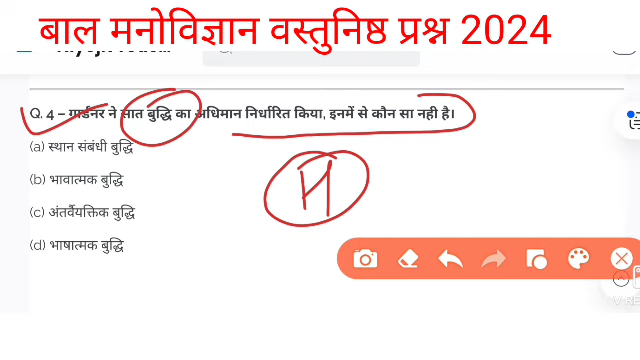 बाल मनोविज्ञान वस्तुनिष्ठ प्रश्न 2024
Q. 4 – गार्डनर ने सात बुद्धि का अधिमान निर्धारित किया, इनमें से कौन सा नही है।
(a) स्थान संबंधी बुद्धि
(b) भावात्मक बुद्धि
(c) अंतर्वैयक्तिक बुद्धि
(d) भाषात्मक बुद्धि